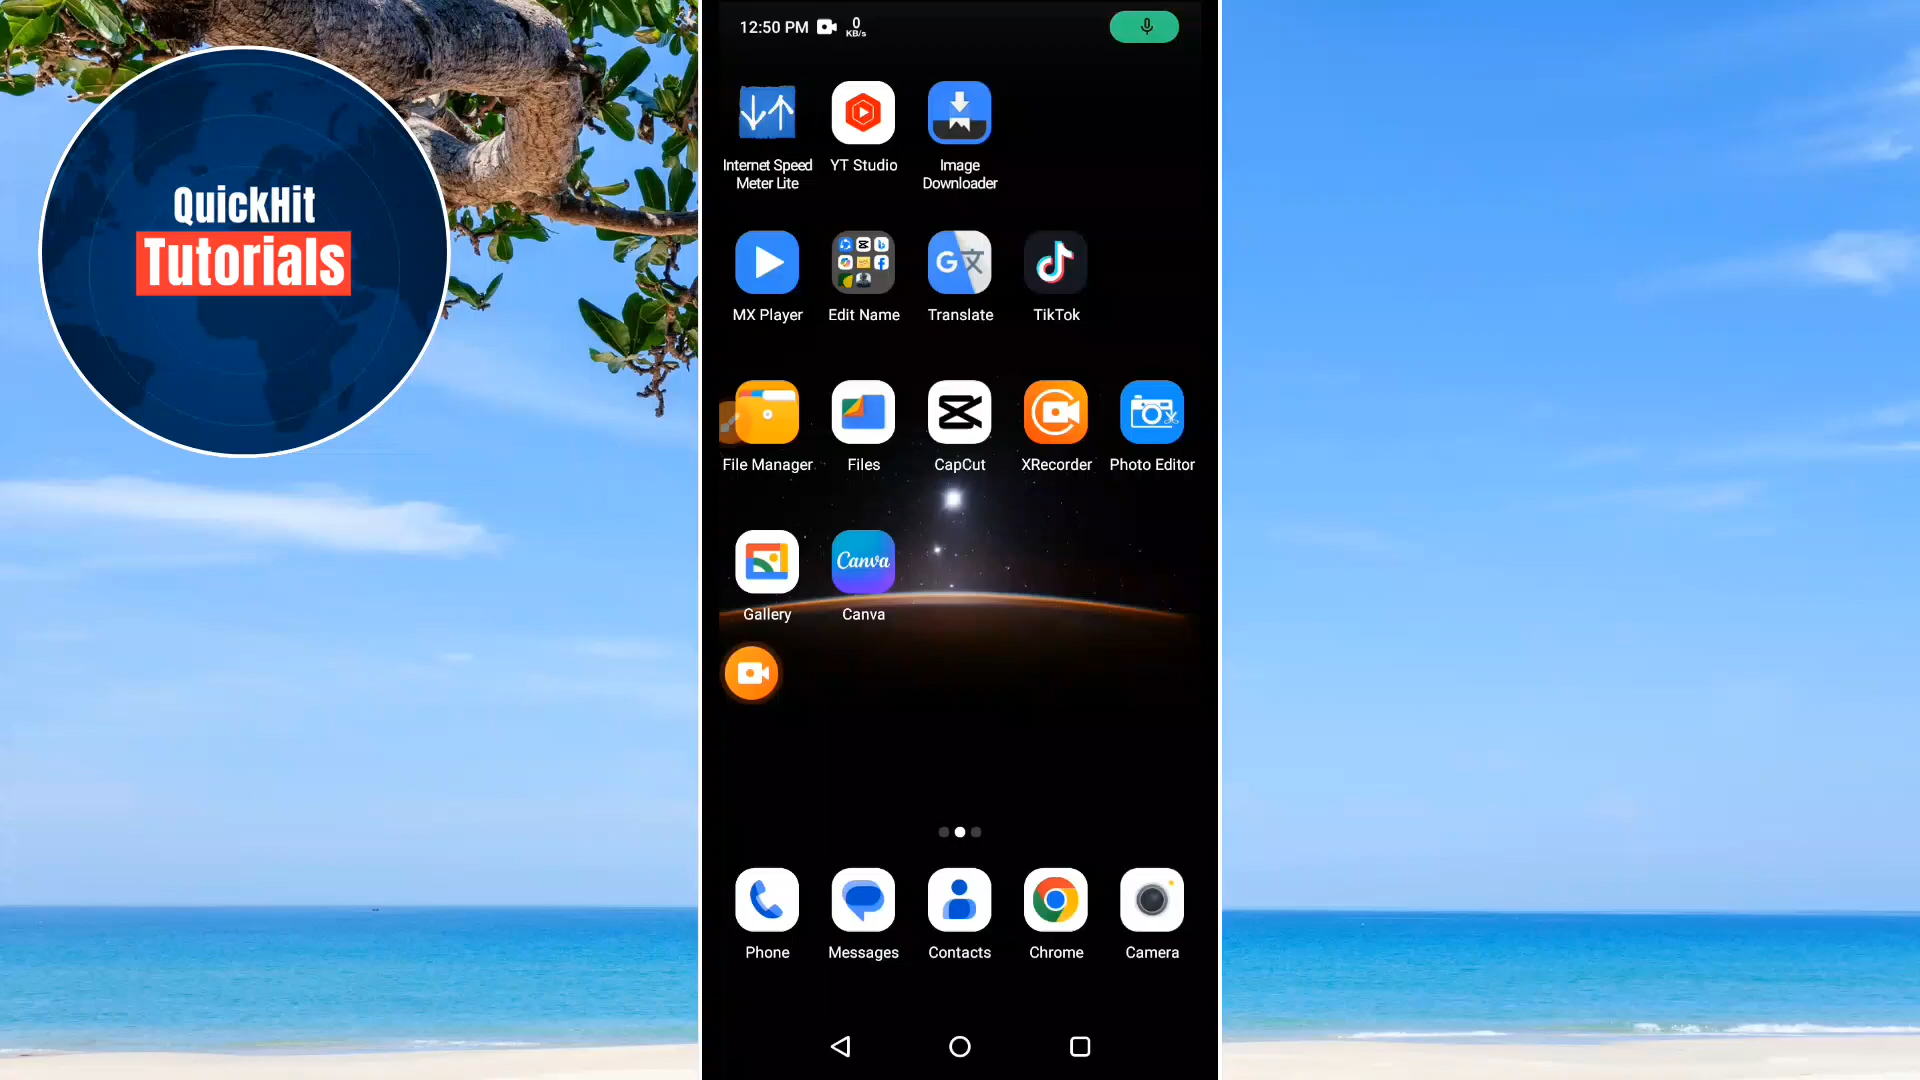 QuickHit
Tutorials
12:50 PM
0
KB/s
Internet Speed
Meter Lite
YT Studio
Image
Downloader
MX Player
Edit Name
Translate
TikTok
File Manager
Files
CapCut
XRecorder
Photo Editor
Canva
Gallery
Canva
Phone
Messages
Contacts
Chrome
Camera